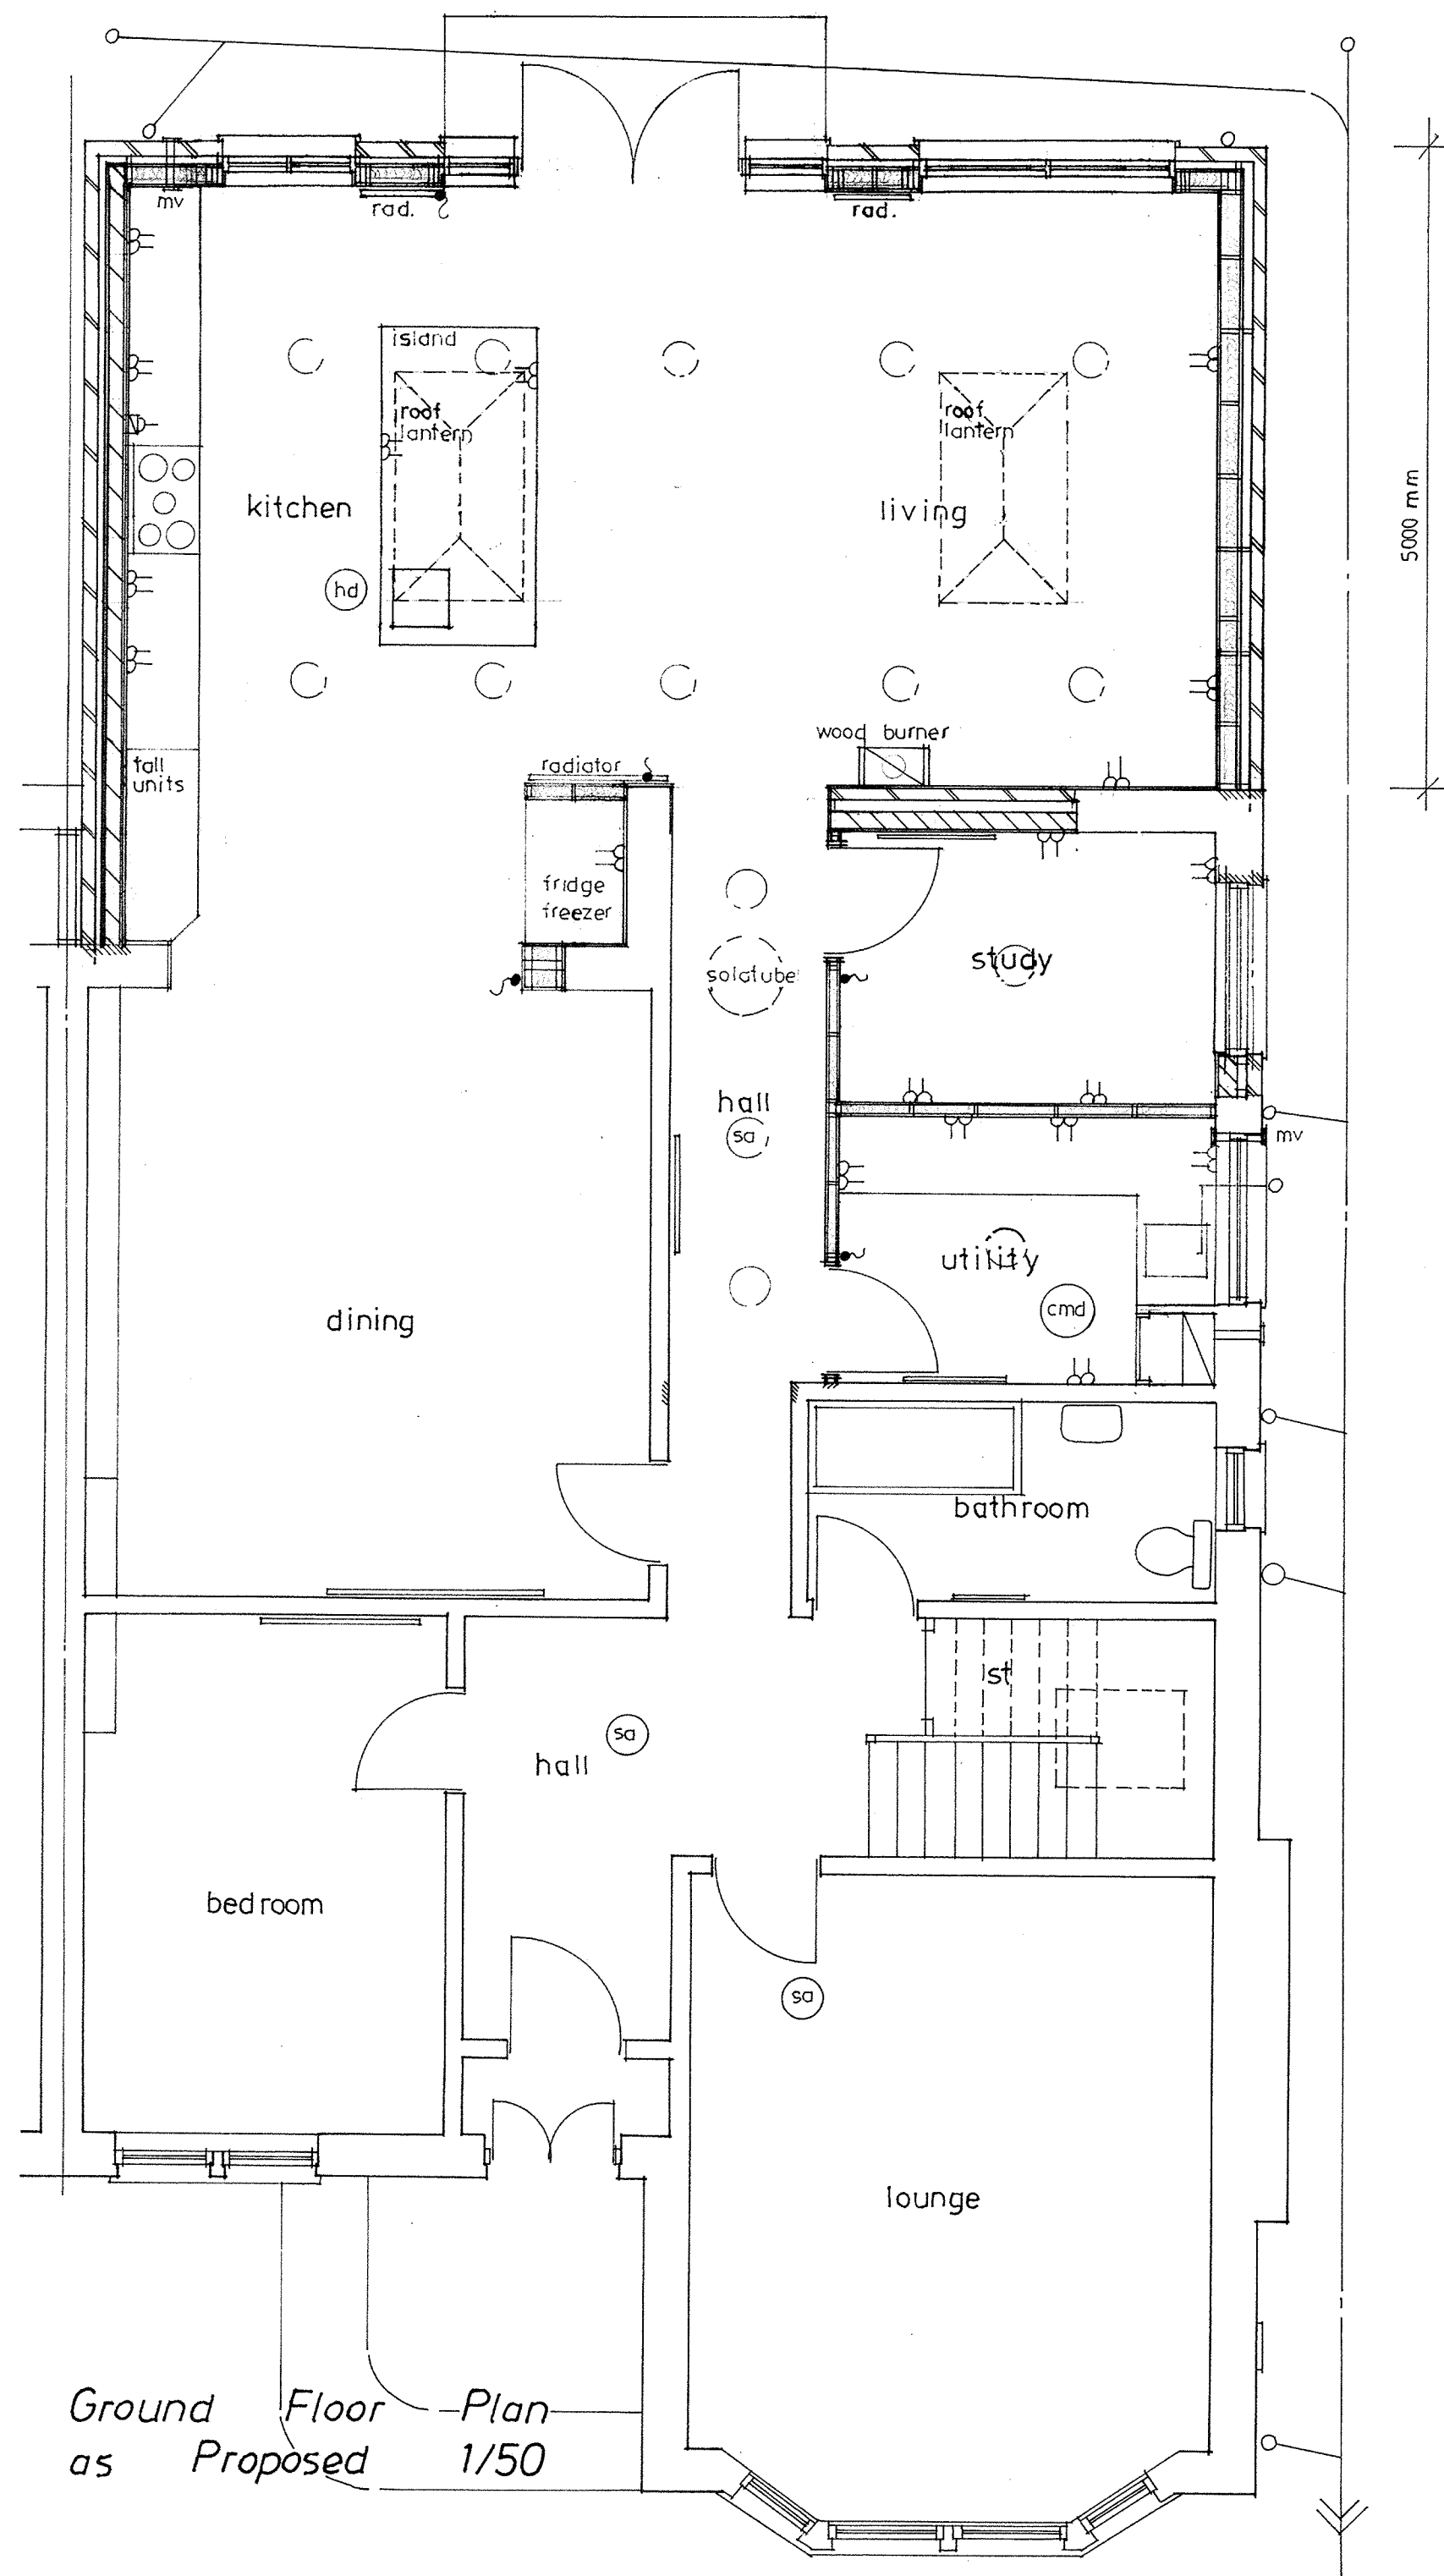 mv
rad.
rad.
island
roof
lantern
roof
lantern
kitchen
living
5000 mm
hd
wood burner
tall
units
radiator
fridge
freezer
solatube
study
hall
sa
mv
utility
cmd
dining
bathroom
st
sa
hall
bedroom
sa
lounge
Ground Floor Plan
as Proposed 1/50